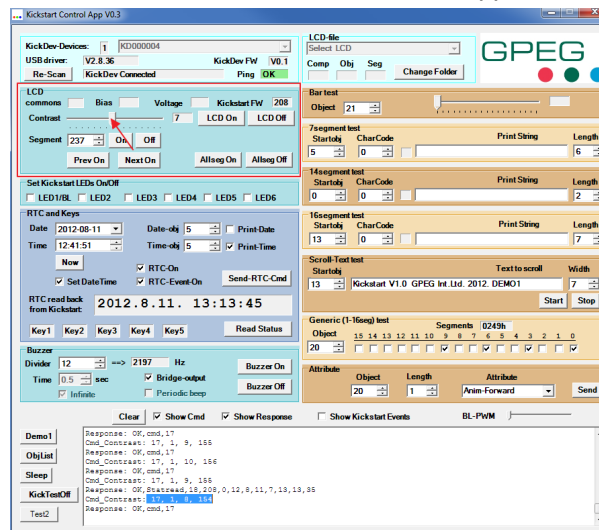 Kickstart Control App V0.3
KickDev-Devices: 1 KD000004
USB driver: V2.8.36 KickDev FW V0.1
Re-Scan KickDev Connected Ping OK
LCD-file
Select LCD
Comp Obj Seg
Change Folder
GPEG
LCD
commons Bias Voltage Kickstart FW 208
Contrast 7 LCD On LCD Off
Segment 237 On Off
Prev On Next On Allseg On Allseg Off
Bar test
Object 21
7segment test
Startobj CharCode Print String Length
5 0 6
14segment test
Startobj CharCode Print String Length
0 0 2
16segment test
Startobj CharCode Print String Length
13 0 7
Set Kickstart LEDs On/Off
LED1/BL LED2 LED3 LED4 LED5 LED6
RTC and Keys
Date 2012-08-11 Date-obj 5 Print-Date
Time 12:41:51 Time-obj 5 Print-Time
Now
RTC-On
Set DateTime RTC-Event-On Send-RTC-Cmd
RTC read back
from Kickstart: 2012.8.11. 13:13:45
Key1 Key2 Key3 Key4 Key5 Read Status
Scroll-Text test
Startobj Text to scroll Width
13 Kickstart V1.0 GPEG Int.Ltd. 2012. DEMO1 7
Start Stop
Generic (1-16seg) test
Object Segments 0249h
15 14 13 12 11 10 9 8 7 6 5 4 3 2 1 0
20
Buzzer
Divider 12 ==> 2197 Hz Buzzer On
Time 0.5 sec Bridge-output
Infinite Periodic beep Buzzer Off
Attribute
Object Length Attribute
20 1 Anim-Forward Send
Clear Show Cmd Show Response Show Kickstart Events BL-PWM
Demo1
ObjList
Sleep
KickTestOff
Test2
Response: OK,cmd,17
Cmd_Contrast: 17, 1, 9, 155
Response: OK,cmd,17
Cmd_Contrast: 17, 1, 10, 156
Response: OK,cmd,17
Cmd_Contrast: 17, 1, 9, 155
Response: OK,Statread,18,208,0,12,8,11,7,13,13,35
Cmd_Contrast: 17, 1, 8, 154
Response: OK,cmd,17